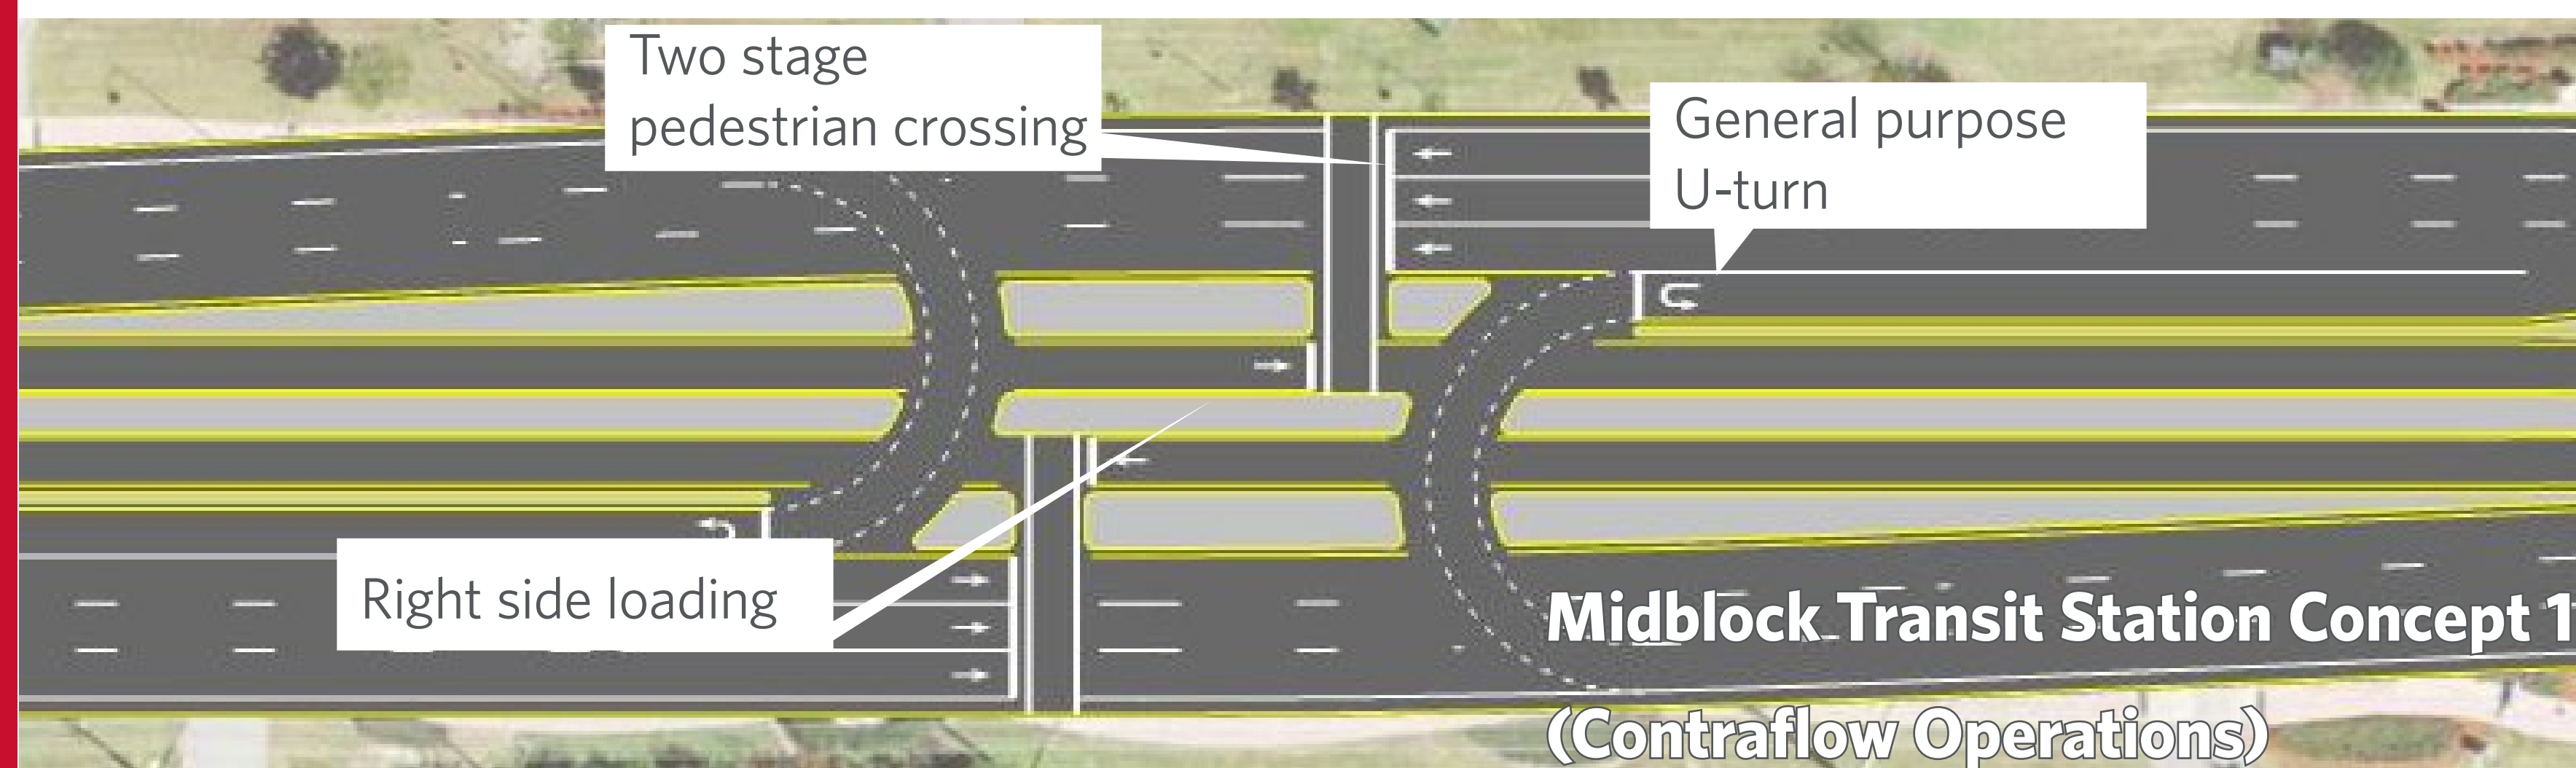 Two stage
pedestrian crossing
General purpose
U-turn
Right side loading
Midblock Transit Station Concept 1
(Contraflow Operations)